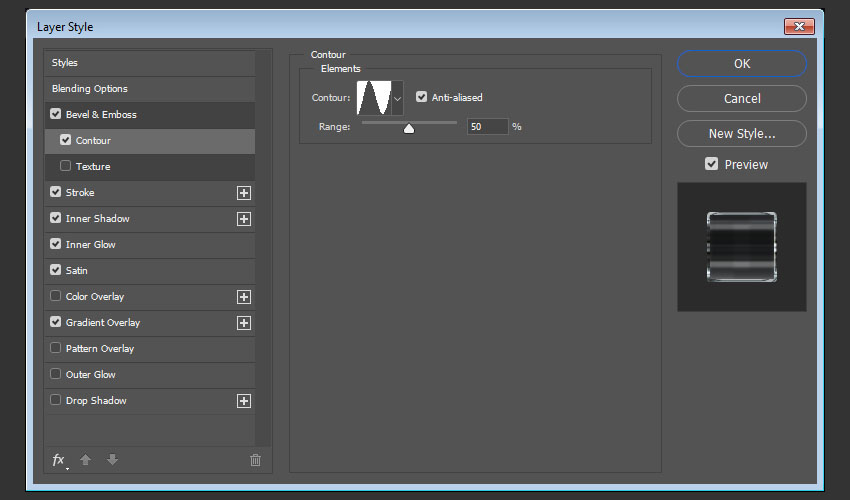 Layer Style
Styles
Blending Options
Bevel & Emboss
Contour
Texture
Stroke
Inner Shadow
Inner Glow
Satin
Color Overlay
Gradient Overlay
Pattern Overlay
Outer Glow
Drop Shadow
fx
Contour
Elements
Contour:
Anti-aliased
Range:
50 %
OK
Cancel
New Style...
Preview